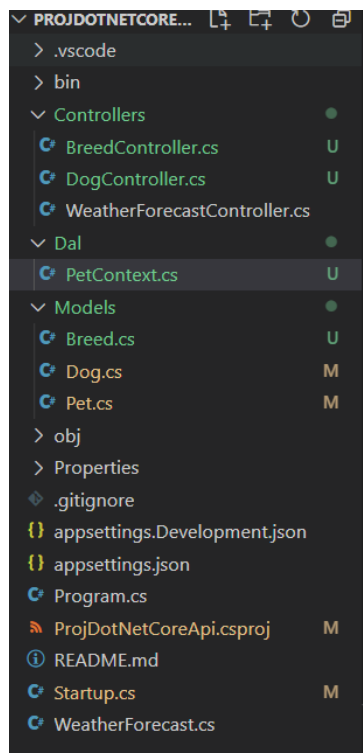 PROJDOTNETCORE...
.vscode
bin
Controllers
C# BreedController.cs U
C# DogController.cs U
C# WeatherForecastController.cs
Dal
C# PetContext.cs U
Models
C# Breed.cs U
C# Dog.cs M
C# Pet.cs M
obj
Properties
.gitignore
{} appsettings.Development.json
{} appsettings.json
C# Program.cs
ProjDotNetCoreApi.csproj M
README.md
C# Startup.cs M
C# WeatherForecast.cs